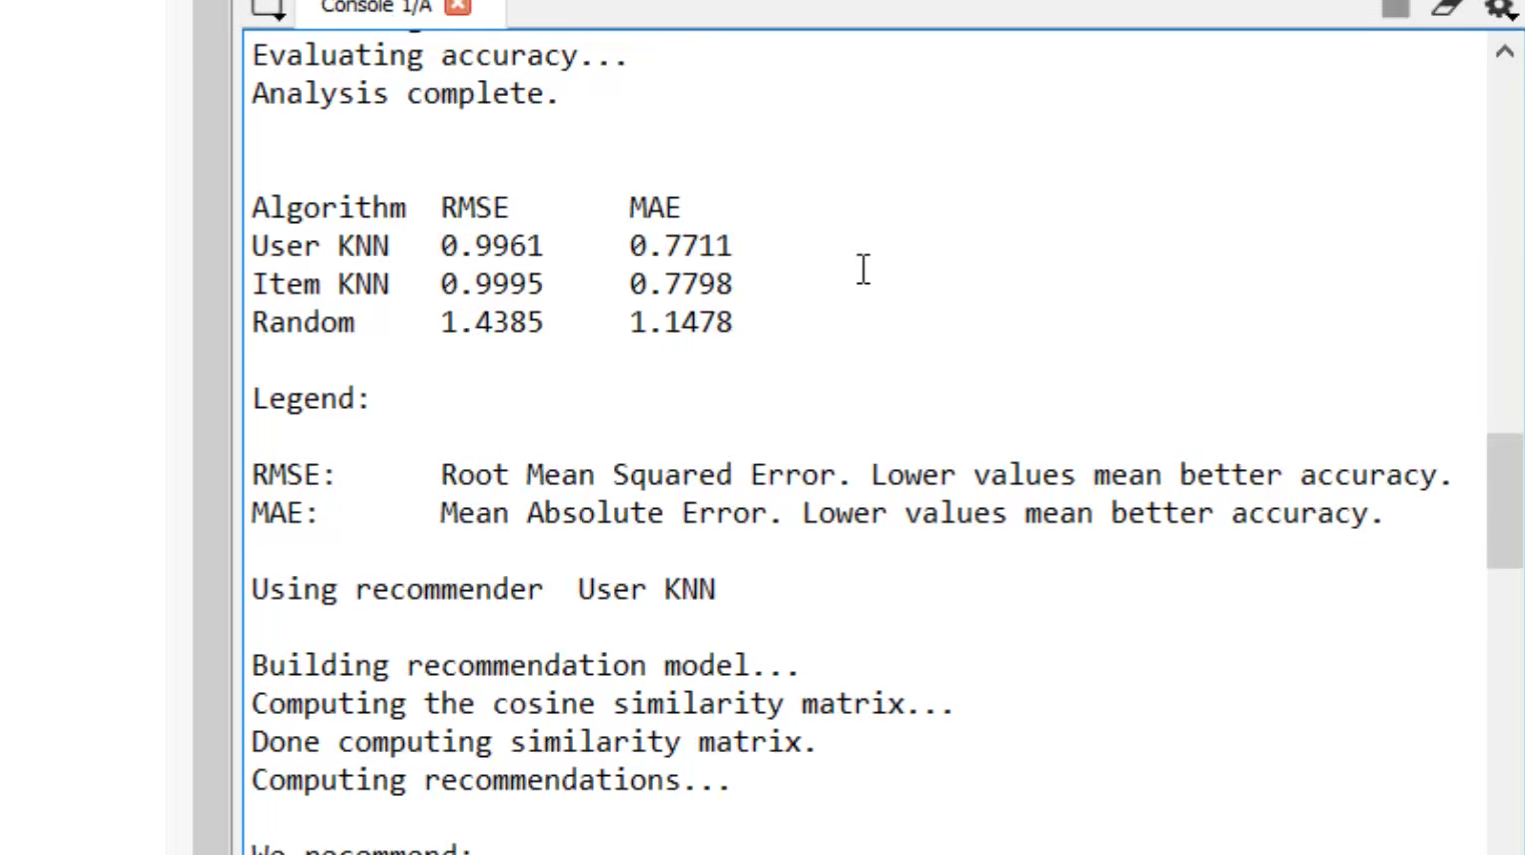 Console 1/A
Evaluating accuracy...
Analysis complete.
Algorithm RMSE MAE
User KNN 0.9961 0.7711
Item KNN 0.9995 0.7798
Random 1.4385 1.1478
Legend:
RMSE: Root Mean Squared Error. Lower values mean better accuracy.
MAE: Mean Absolute Error. Lower values mean better accuracy.
Using recommender User KNN
Building recommendation model...
Computing the cosine similarity matrix...
Done computing similarity matrix.
Computing recommendations...
We recommend: